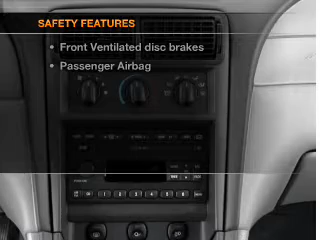 SAFETY FEATURES
• Front Ventilated disc brakes
• Passenger Airbag